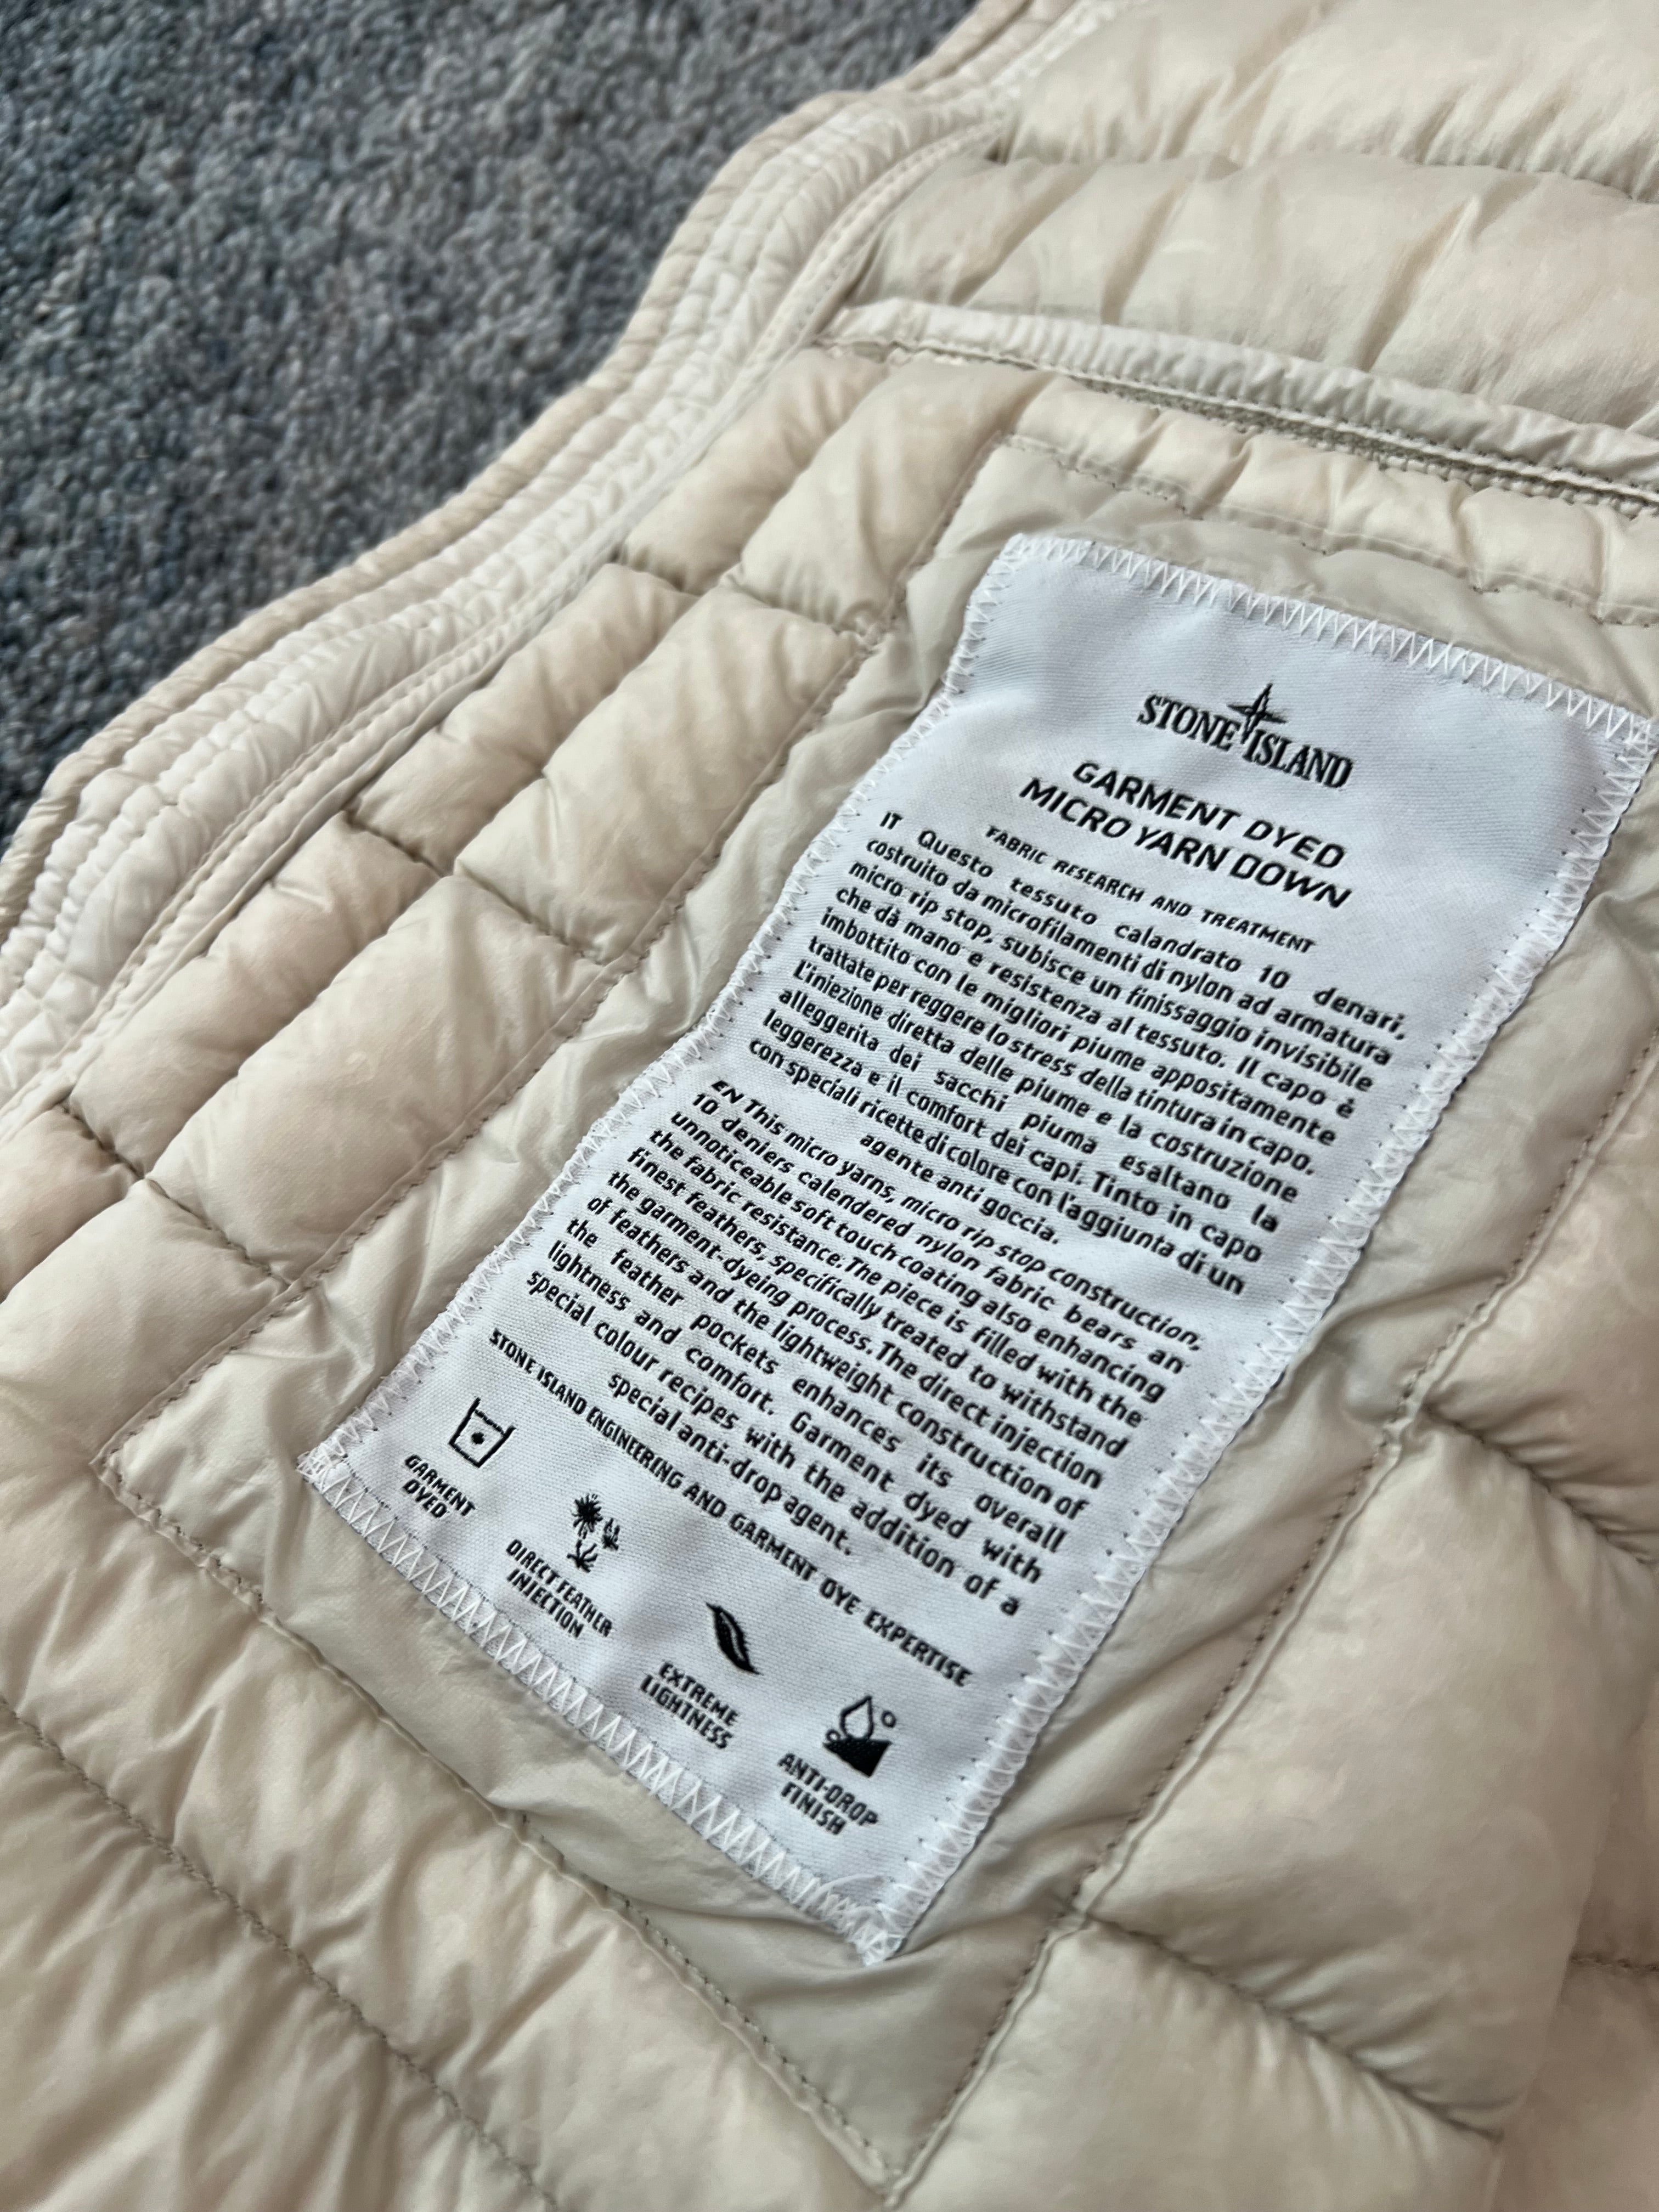 STONE ISLAND
GARMENT DYED
MICRO YARN DOWN
FABRIC RESEARCH AND TREATMENT
IT Questo tessuto calandrato 10 denari,
costruito da microfilamenti di nylon ad armatura
micro rip stop, subisce un finissaggio invisibile
che dà mano e resistenza al tessuto. Il capo è
imbottito con le migliori piume appositamente
trattate per reggere lo stress della tintura in capo.
L'iniezione diretta delle piume e la costruzione
alleggerita dei sacchi piuma esaltano la
leggerezza e il comfort dei capi. Tinto in capo
con speciali ricette di colore con l'aggiunta di un
agente anti goccia.
EN This micro yarns, micro rip stop construction,
10 deniers calendered nylon fabric bears an
unnoticeable soft touch coating also enhancing
the fabric resistance. The piece is filled with the
finest feathers, specifically treated to withstand
the garment-dyeing process. The direct injection
of feathers and the lightweight construction of
the feather pockets enhances its overall
lightness and comfort. Garment dyed with
special colour recipes with the addition of a
special anti-drop agent.
STONE ISLAND ENGINEERING AND GARMENT DYE EXPERTISE
GARMENT
DYED
DIRECT FEATHER
INJECTION
EXTREME
LIGHTNESS
ANTI-DROP
FINISH